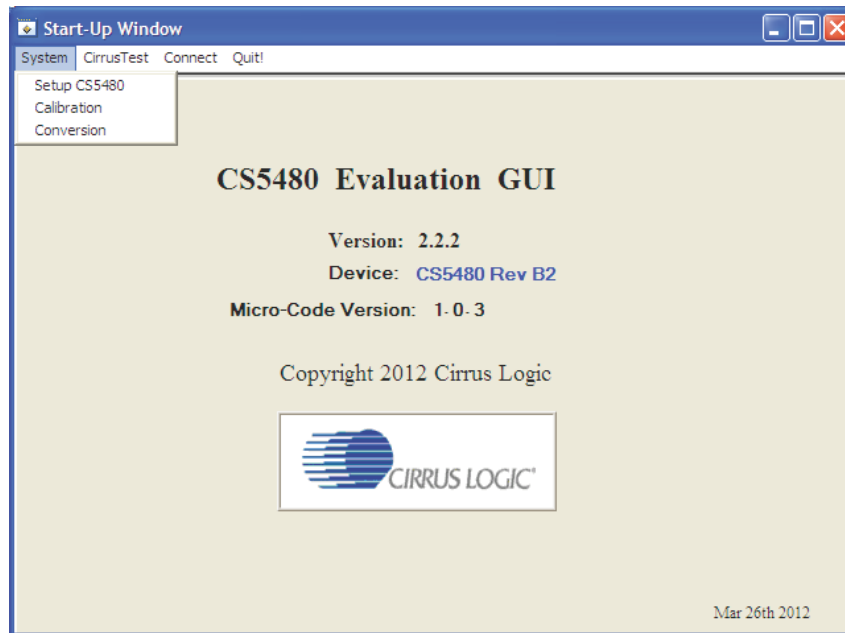 Start-Up Window
System CirrusTest Connect Quit!
Setup CS5480
Calibration
Conversion
CS5480 Evaluation GUI
Version: 2.2.2
Device: CS5480 Rev B2
Micro-Code Version: 1-0-3
Copyright 2012 Cirrus Logic
CIRRUS LOGIC®
Mar 26th 2012